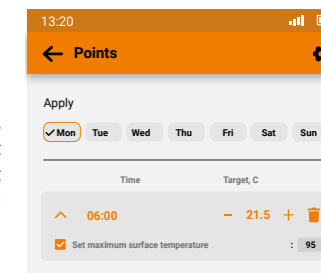 13:20
Points
Apply
Mon Tue Wed Thu Fri Sat Sun
Time Target, C
06:00 − 21.5 +
Set maximum surface temperature : 95